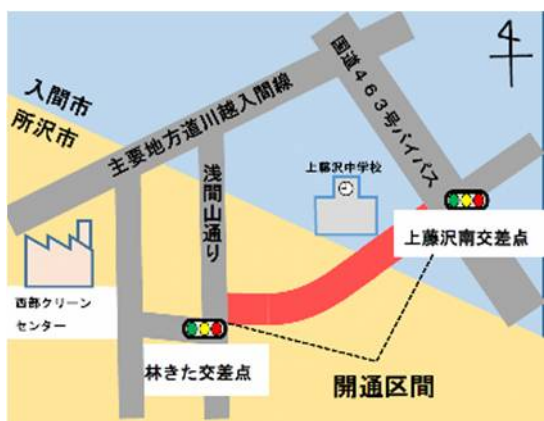 入間市
所沢市
主要地方道川越入間線
国道463号バイパス
浅間山通り
上藤沢中学校
上藤沢南交差点
西部クリーン
センター
林きた交差点
開通区間